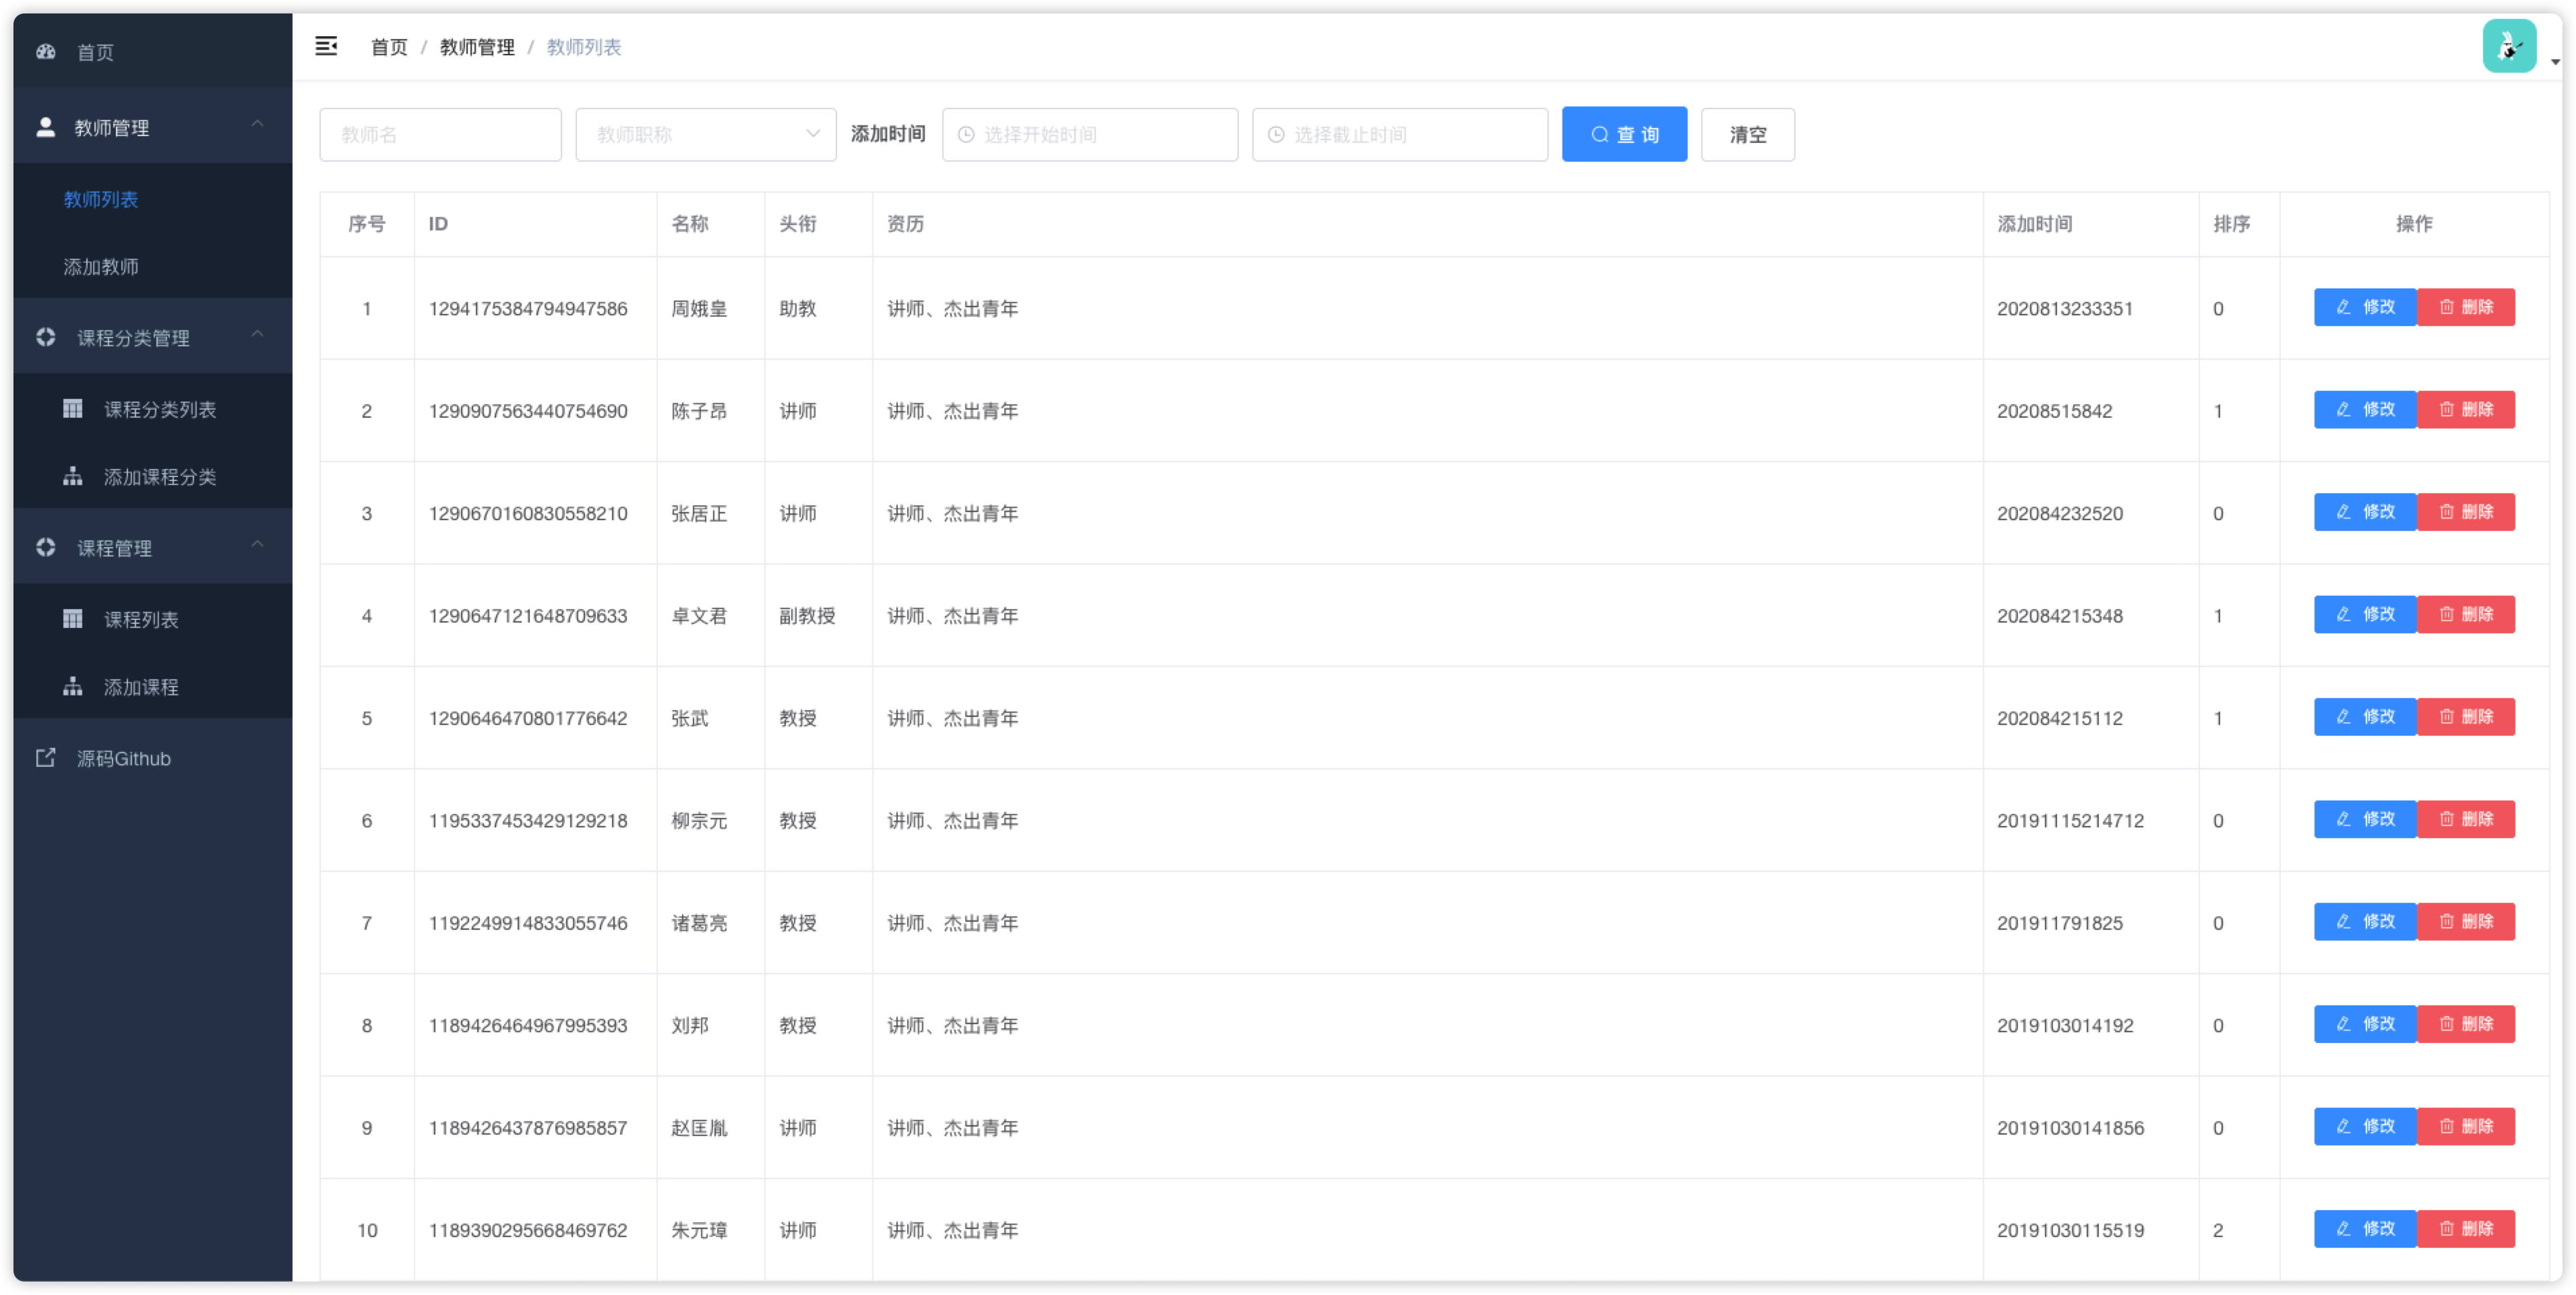 首页
教师管理
教师列表
添加教师
课程分类管理
课程分类列表
添加课程分类
课程管理
课程列表
添加课程
源码Github
首页 / 教师管理 / 教师列表
教师名 教师职称 添加时间 选择开始时间 选择截止时间 查 询 清空
序号 ID 名称 头衔 资历 添加时间 排序 操作
1 1294175384794947586 周娥皇 助教 讲师、杰出青年 2020813233351 0 修改 删除
2 1290907563440754690 陈子昂 讲师 讲师、杰出青年 20208515842 1 修改 删除
3 1290670160830558210 张居正 讲师 讲师、杰出青年 202084232520 0 修改 删除
4 1290647121648709633 卓文君 副教授 讲师、杰出青年 202084215348 1 修改 删除
5 1290646470801776642 张武 教授 讲师、杰出青年 202084215112 1 修改 删除
6 1195337453429129218 柳宗元 教授 讲师、杰出青年 20191115214712 0 修改 删除
7 1192249914833055746 诸葛亮 教授 讲师、杰出青年 201911791825 0 修改 删除
8 1189426464967995393 刘邦 教授 讲师、杰出青年 2019103014192 0 修改 删除
9 1189426437876985857 赵匡胤 讲师 讲师、杰出青年 20191030141856 0 修改 删除
10 1189390295668469762 朱元璋 讲师 讲师、杰出青年 20191030115519 2 修改 删除